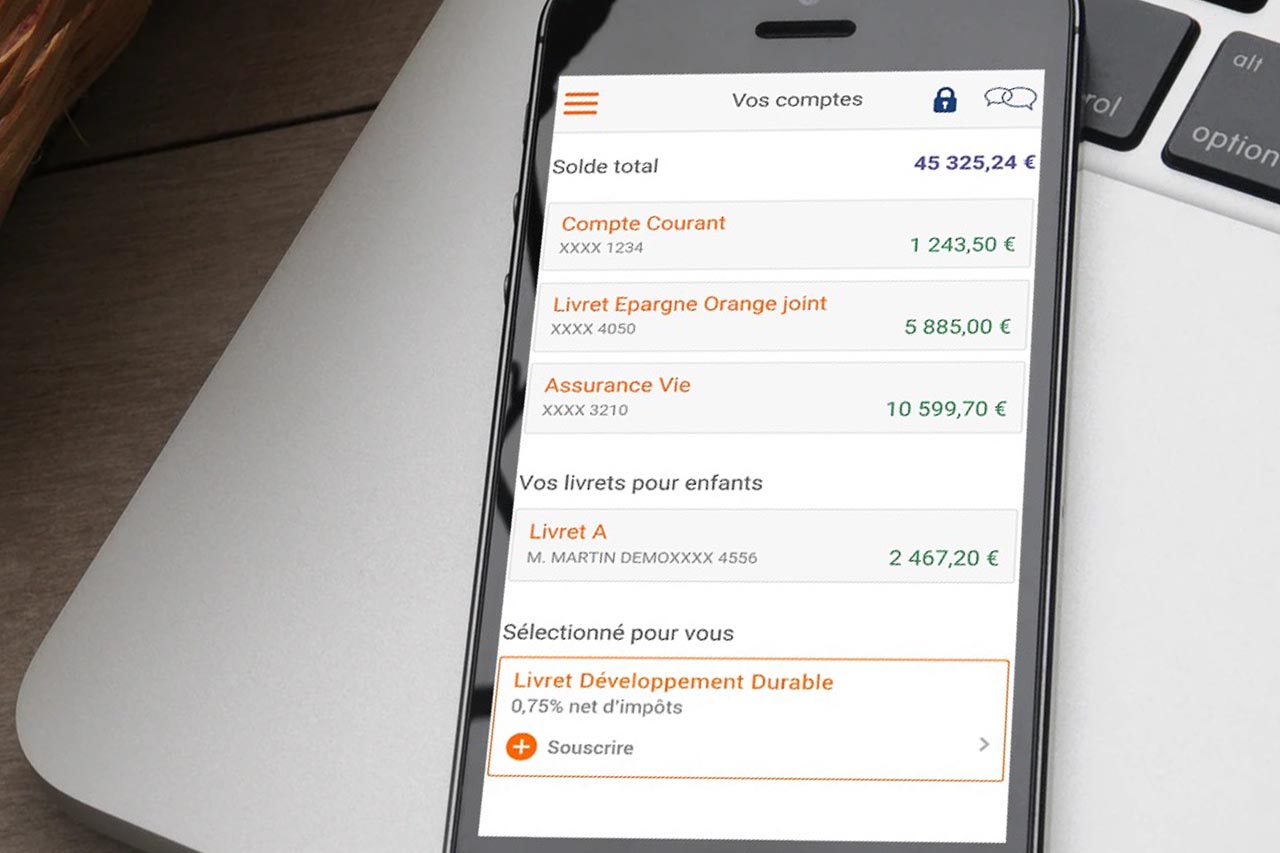 Vos comptes
Solde total 45 325,24 €
Compte Courant
XXXX 1234 1 243,50 €
Livret Epargne Orange joint
XXXX 4050 5 885,00 €
Assurance Vie
XXXX 3210 10 599,70 €
Vos livrets pour enfants
Livret A
M. MARTIN DEMOXXXX 4556 2 467,20 €
Sélectionné pour vous
Livret Développement Durable
0,75% net d'impôts
Souscrire
alt
rol
option